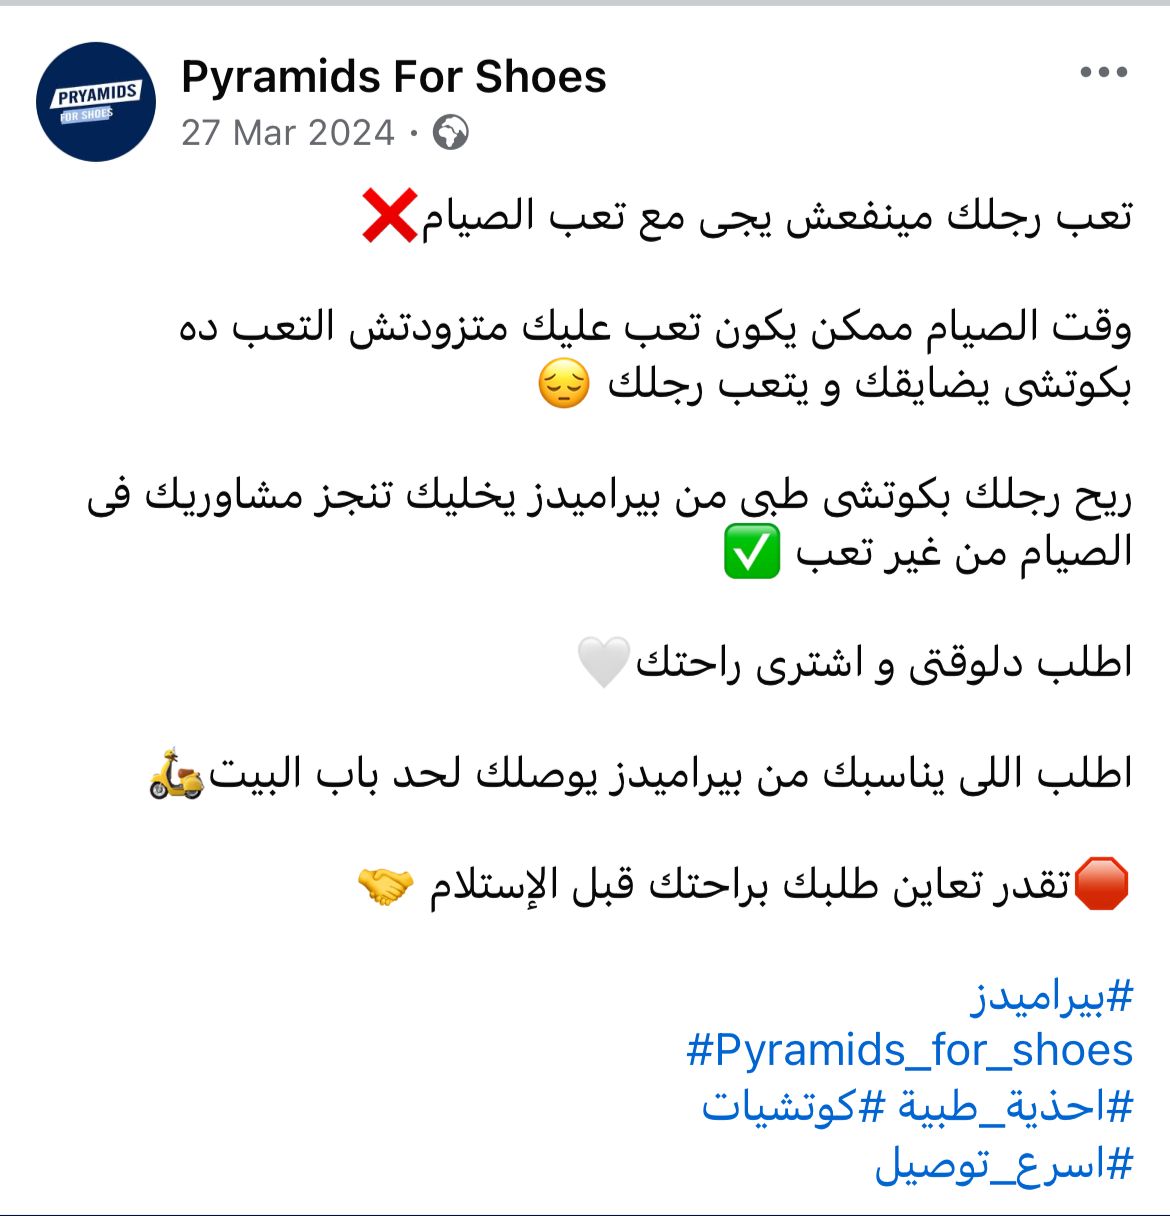 PRYAMIDS
FOR SHOES
Pyramids For Shoes
27 Mar 2024 ·
تعب رجلك مينفعش يجى مع تعب الصيام❌
وقت الصيام ممكن يكون تعب عليك متزودتش التعب ده
بكوتشى يضايقك و يتعب رجلك 😔
ريح رجلك بكوتشى طبى من بيراميدز يخليك تنجز مشاوريك فى
الصيام من غير تعب ✅
اطلب دلوقتى و اشترى راحتك🤍
اطلب اللى يناسبك من بيراميدز يوصلك لحد باب البيت🛵
🛑تقدر تعاين طلبك براحتك قبل الإستلام 🤝
#بيراميدز
#Pyramids_for_shoes
#احذية_طبية #كوتشيات
#اسرع_توصيل